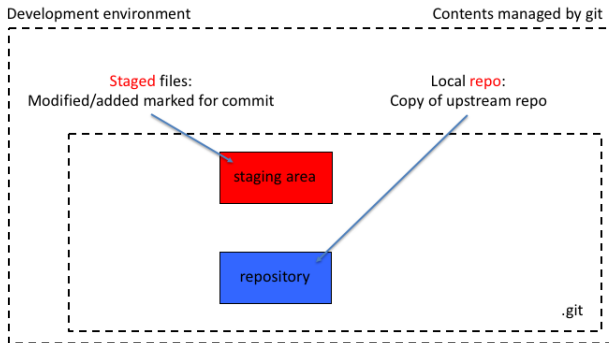 Development environment
Contents managed by git
Staged files:
Modified/added marked for commit
Local repo:
Copy of upstream repo
staging area
repository
.git